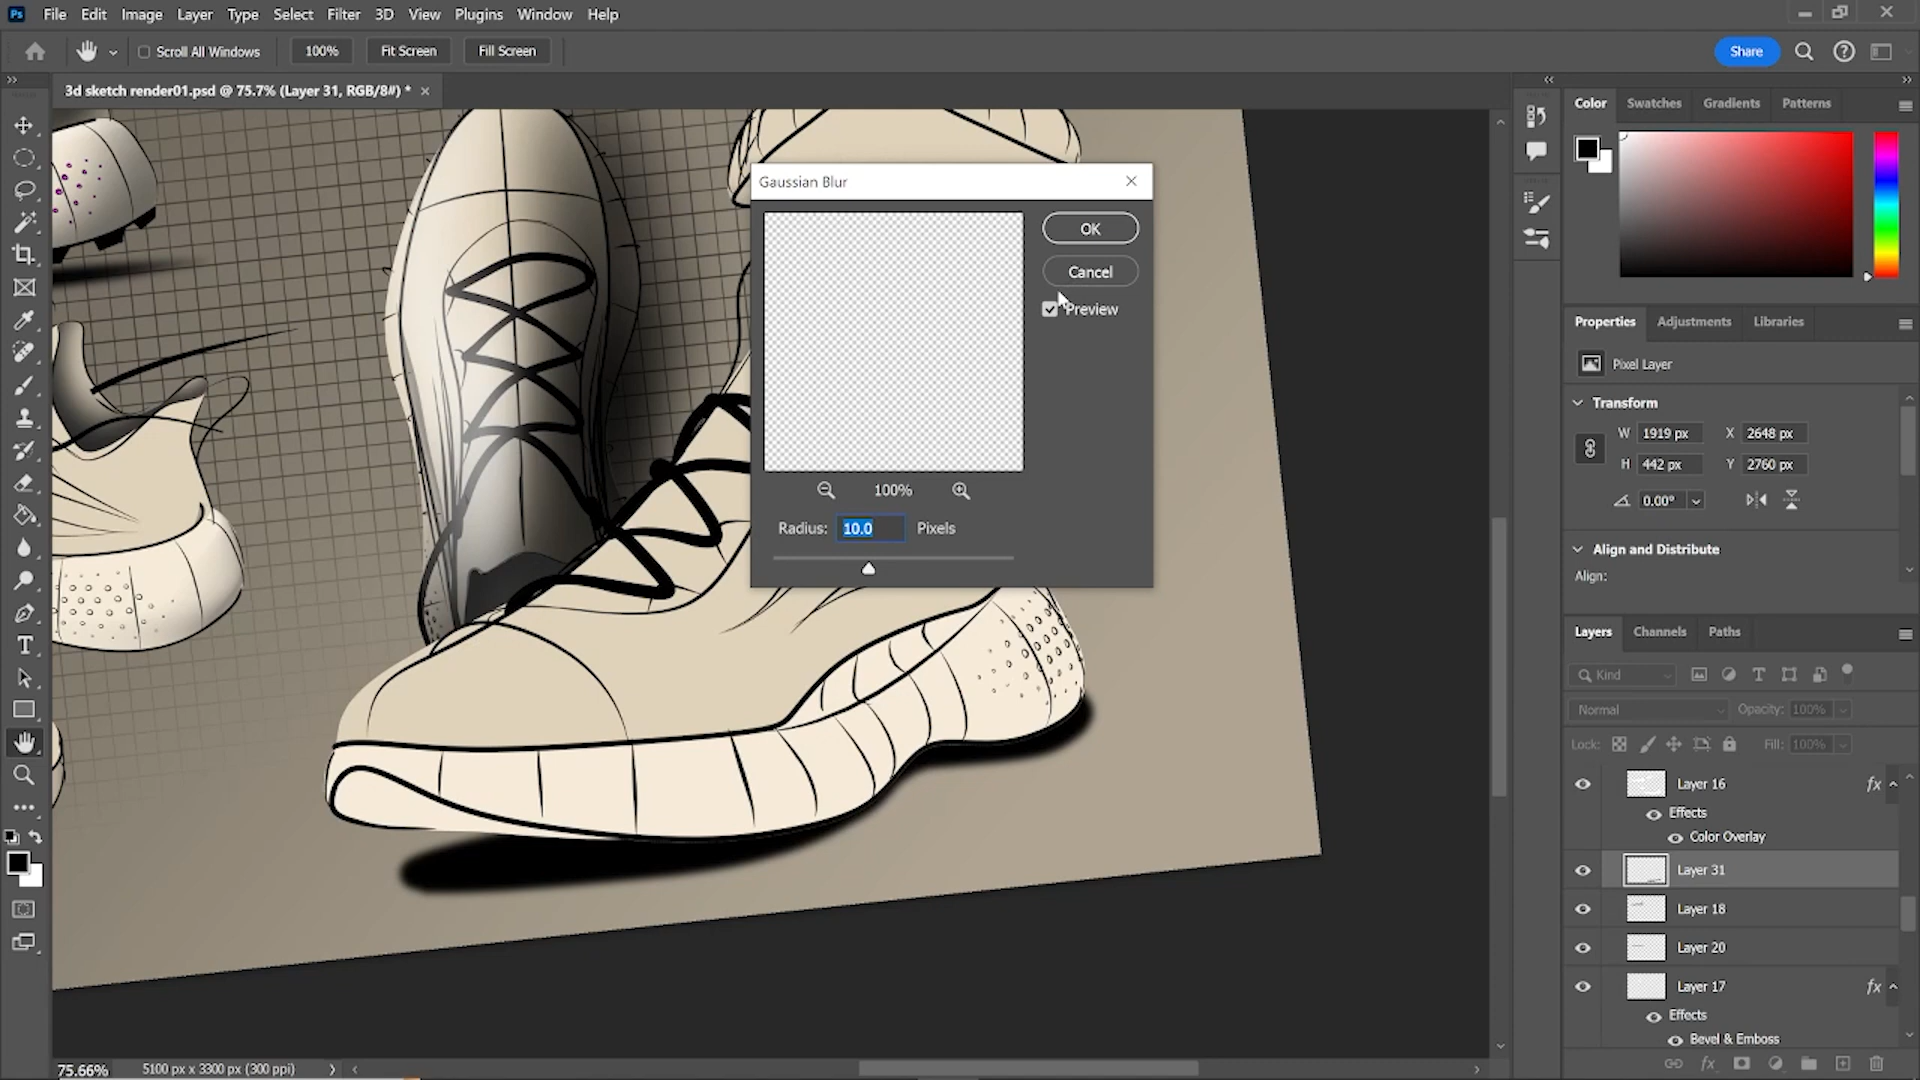 Ps File Edit Image Layer Type Select Filter 3D View Plugins Window Help
Scroll All Windows 100% Fit Screen Fill Screen Share
3d sketch render01.psd @ 75.7% (Layer 31, RGB/8#) *
Color Swatches Gradients Patterns
Gaussian Blur
OK
Cancel
Preview
100%
Radius: 10.0 Pixels
Properties Adjustments Libraries
Pixel Layer
Transform
W 1919 px X 2648 px
H 442 px Y 2760 px
0.00°
Align and Distribute
Align:
Layers Channels Paths
Kind
Normal Opacity: 100%
Lock: Fill: 100%
Layer 16 fx
Effects
Color Overlay
Layer 31
Layer 18
Layer 20
Layer 17 fx
Effects
Bevel & Emboss
fx
75.66% 5100 px x 3300 px (300 ppi)